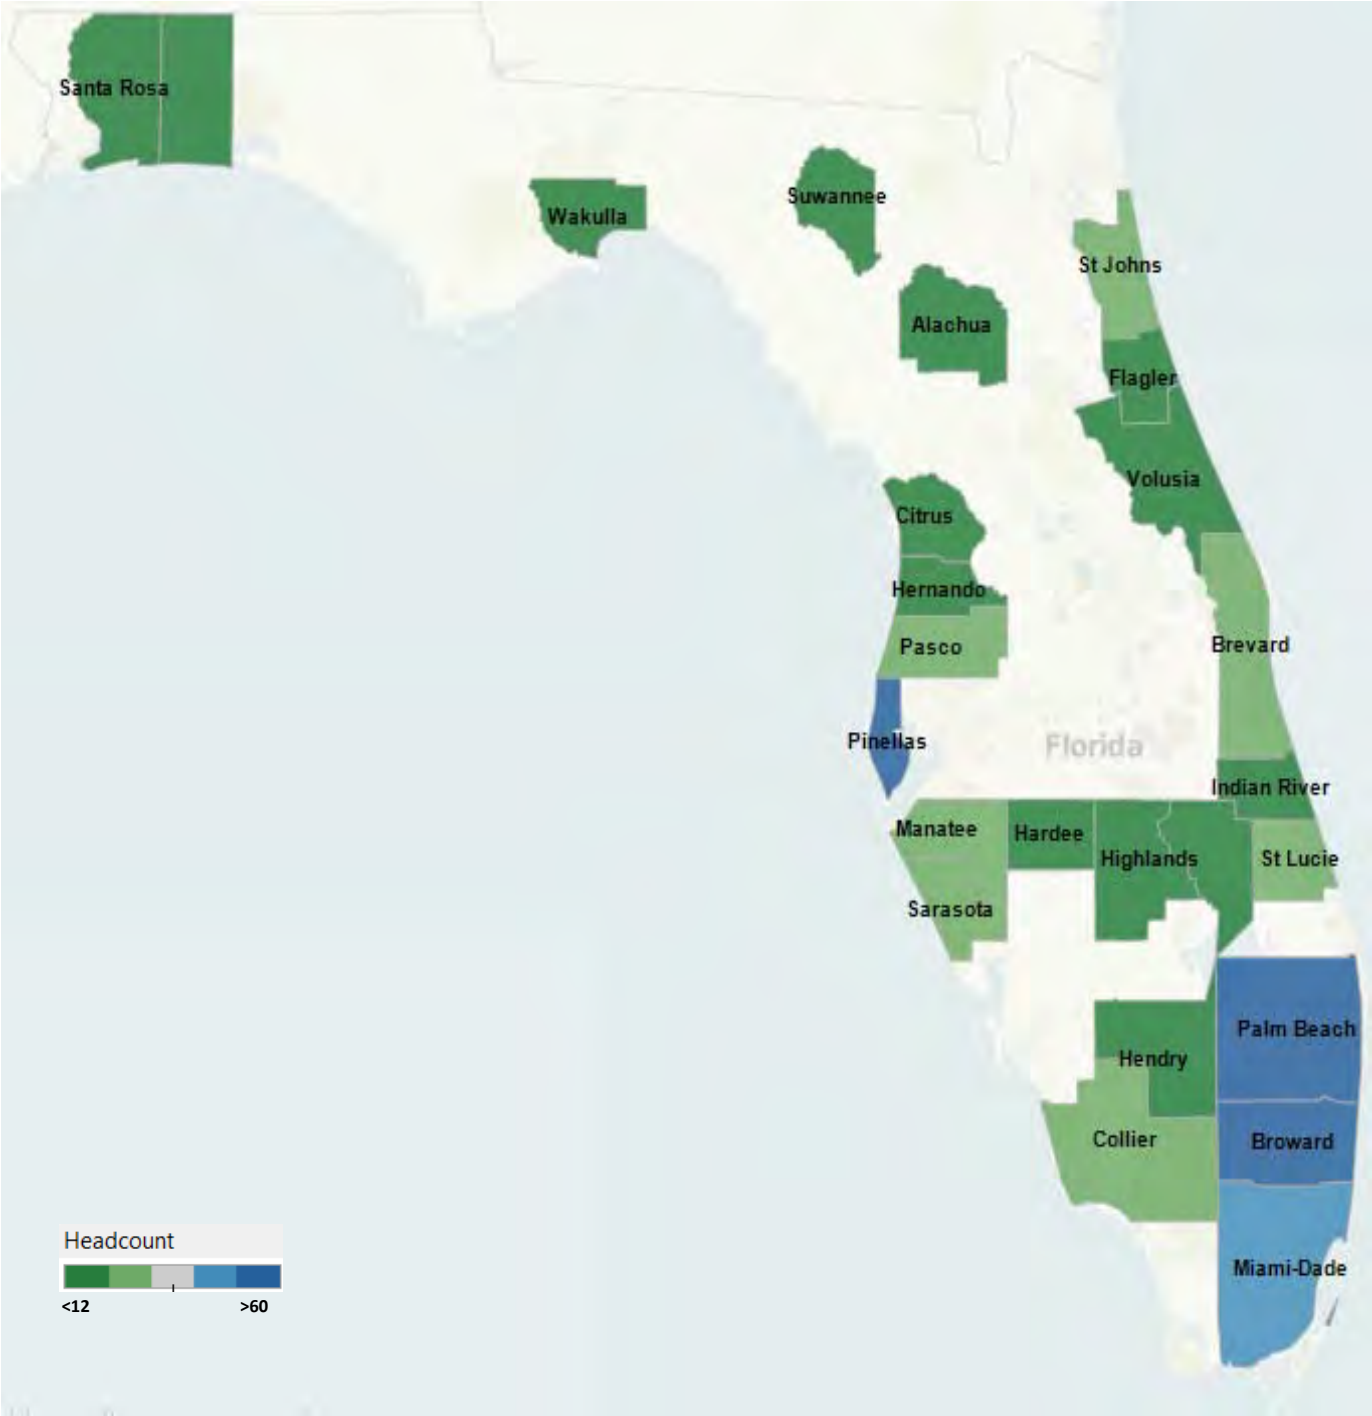 Santa Rosa
Wakulla
Suwannee
St Johns
Alachua
Flagler
Volusia
Citrus
Hernando
Pasco
Brevard
Pinellas
Florida
Indian River
Manatee
Hardee
Highlands
St Lucie
Sarasota
Palm Beach
Hendry
Collier
Broward
Miami-Dade
Headcount
<12 >60